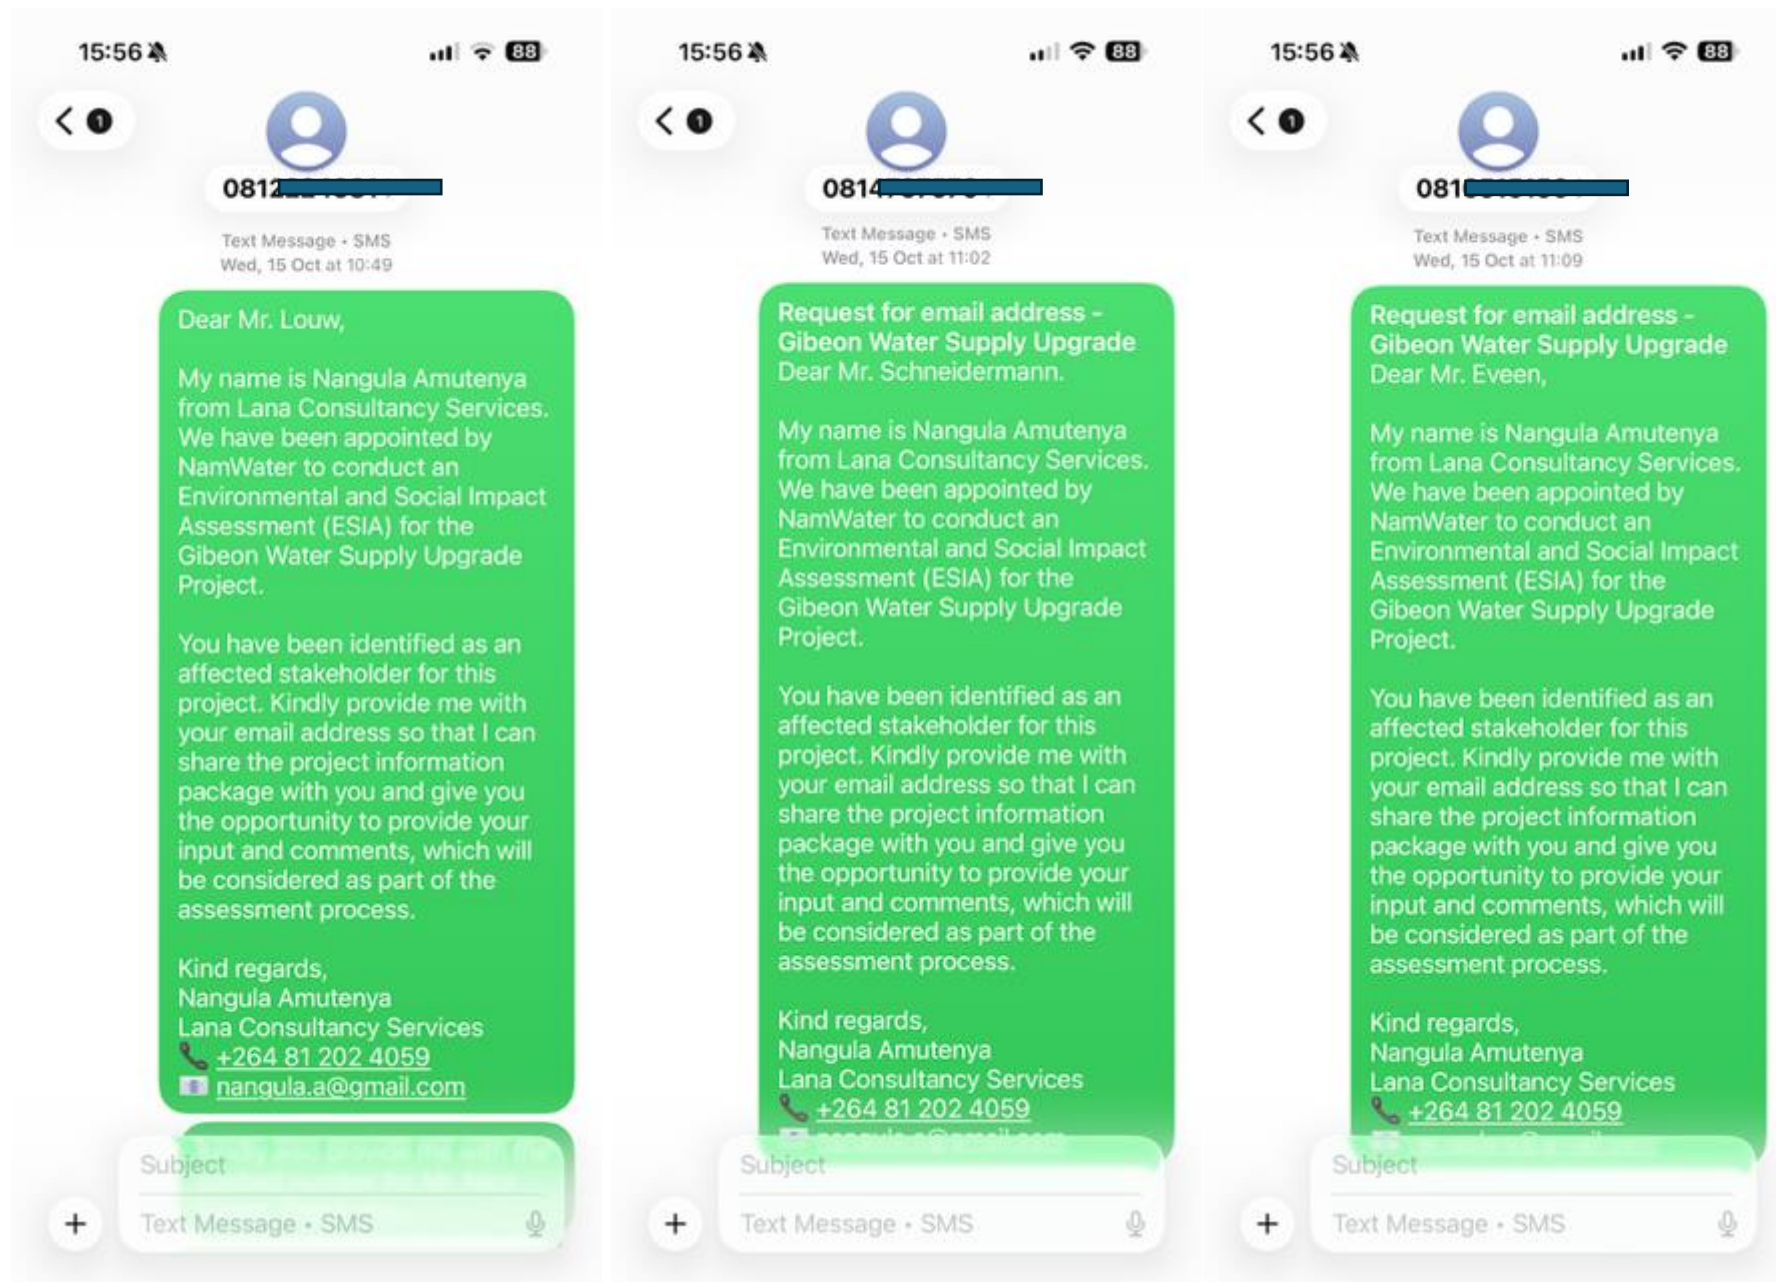 15:56
88
1
0812
Text Message • SMS
Wed, 15 Oct at 10:49
Dear Mr. Louw,
My name is Nangula Amutenya
from Lana Consultancy Services.
We have been appointed by
NamWater to conduct an
Environmental and Social Impact
Assessment (ESIA) for the
Gibeon Water Supply Upgrade
Project.
You have been identified as an
affected stakeholder for this
project. Kindly provide me with
your email address so that I can
share the project information
package with you and give you
the opportunity to provide your
input and comments, which will
be considered as part of the
assessment process.
Kind regards,
Nangula Amutenya
Lana Consultancy Services
+264 81 202 4059
nangula.a@gmail.com
Subject
Text Message • SMS
15:56
88
1
0814
Text Message • SMS
Wed, 15 Oct at 11:02
Request for email address -
Gibeon Water Supply Upgrade
Dear Mr. Schneidermann.
My name is Nangula Amutenya
from Lana Consultancy Services.
We have been appointed by
NamWater to conduct an
Environmental and Social Impact
Assessment (ESIA) for the
Gibeon Water Supply Upgrade
Project.
You have been identified as an
affected stakeholder for this
project. Kindly provide me with
your email address so that I can
share the project information
package with you and give you
the opportunity to provide your
input and comments, which will
be considered as part of the
assessment process.
Kind regards,
Nangula Amutenya
Lana Consultancy Services
+264 81 202 4059
Subject
Text Message • SMS
15:56
88
1
081
Text Message • SMS
Wed, 15 Oct at 11:09
Request for email address -
Gibeon Water Supply Upgrade
Dear Mr. Eveen,
My name is Nangula Amutenya
from Lana Consultancy Services.
We have been appointed by
NamWater to conduct an
Environmental and Social Impact
Assessment (ESIA) for the
Gibeon Water Supply Upgrade
Project.
You have been identified as an
affected stakeholder for this
project. Kindly provide me with
your email address so that I can
share the project information
package with you and give you
the opportunity to provide your
input and comments, which will
be considered as part of the
assessment process.
Kind regards,
Nangula Amutenya
Lana Consultancy Services
+264 81 202 4059
Subject
Text Message • SMS